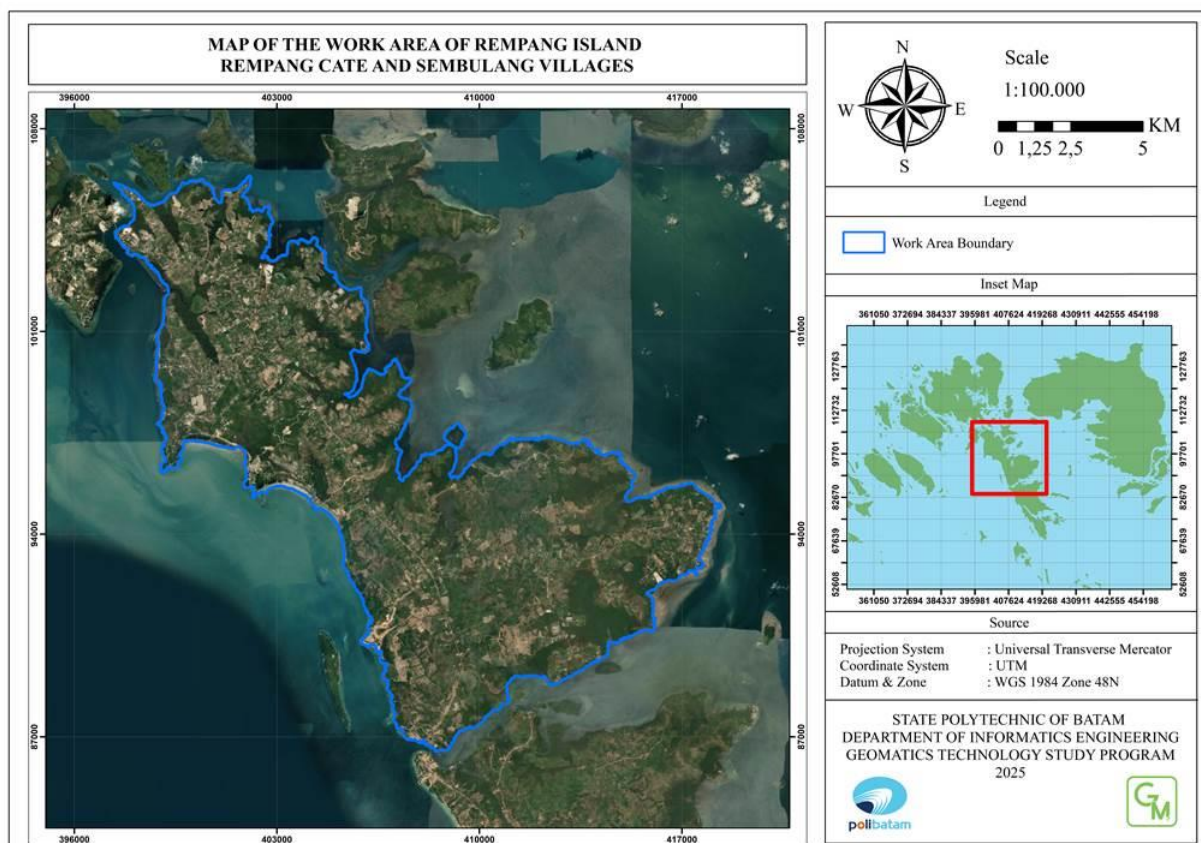 MAP OF THE WORK AREA OF REMPANG ISLAND
REMPANG CATE AND SEMBULANG VILLAGES
396000 403000 410000 417000
108000 108000
101000 101000
94000 94000
87000 87000
396000 403000 410000 417000
N
W E
S
Scale
1:100.000
KM
0 1,25 2,5 5
Legend
Work Area Boundary
Inset Map
361050 372694 384337 395981 407624 419268 430911 442555 454198
127763 127763
112732 112732
97701 97701
82670 82670
67639 67639
52608 52608
361050 372694 384337 395981 407624 419268 430911 442555 454198
Source
Projection System : Universal Transverse Mercator
Coordinate System : UTM
Datum & Zone : WGS 1984 Zone 48N
STATE POLYTECHNIC OF BATAM
DEPARTMENT OF INFORMATICS ENGINEERING
GEOMATICS TECHNOLOGY STUDY PROGRAM
2025
polibatam
GM